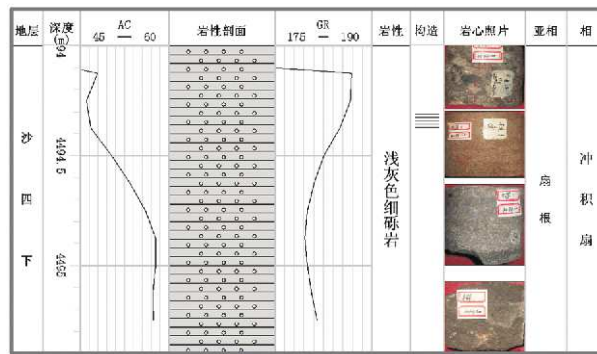 地层
深度
(m)
AC
45 60
岩性剖面
GR
175 190
岩性
构造
岩心照片
亚相
相
94
4494.5
4495
沙四下
浅灰色细砾岩
扇根
冲积扇